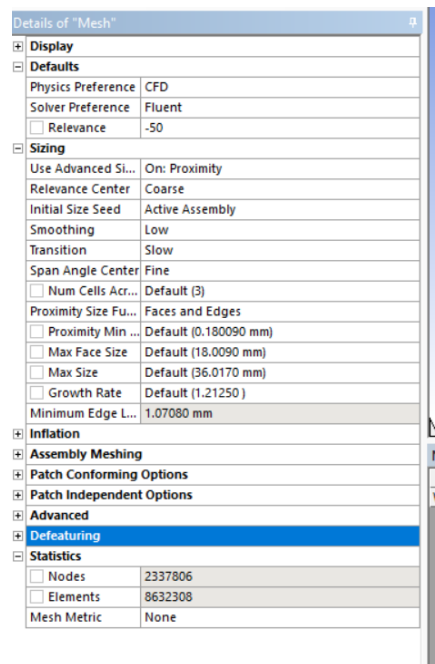 Details of "Mesh"
Display
Defaults
Physics Preference CFD
Solver Preference Fluent
Relevance -50
Sizing
Use Advanced Si... On: Proximity
Relevance Center Coarse
Initial Size Seed Active Assembly
Smoothing Low
Transition Slow
Span Angle Center Fine
Num Cells Acr... Default (3)
Proximity Size Fu... Faces and Edges
Proximity Min ... Default (0.180090 mm)
Max Face Size Default (18.0090 mm)
Max Size Default (36.0170 mm)
Growth Rate Default (1.21250 )
Minimum Edge L... 1.07080 mm
Inflation
Assembly Meshing
Patch Conforming Options
Patch Independent Options
Advanced
Defeaturing
Statistics
Nodes 2337806
Elements 8632308
Mesh Metric None